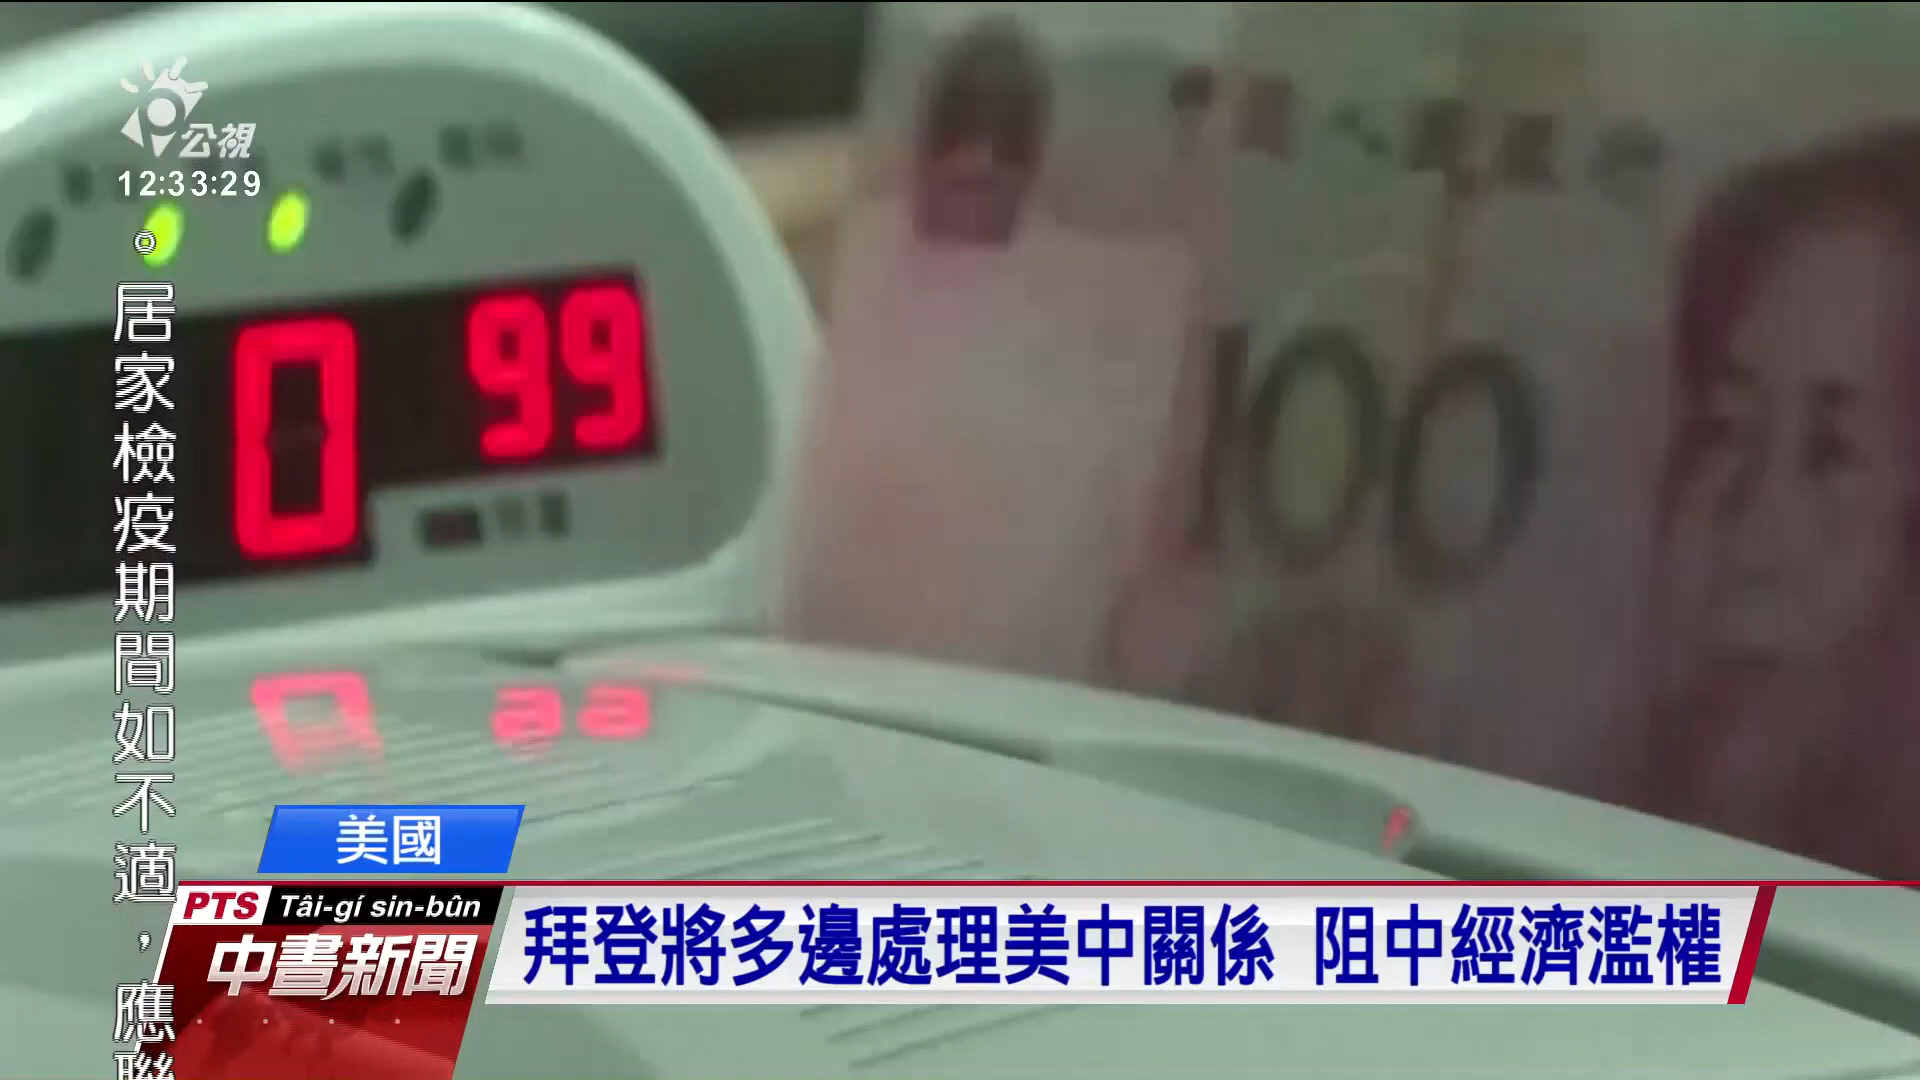 公視
12:33:29
。居家檢疫期間如不適，應聯
0 99
100
美國
PTS Tâi-gí sin-bûn
中晝新聞
拜登將多邊處理美中關係 阻中經濟濫權